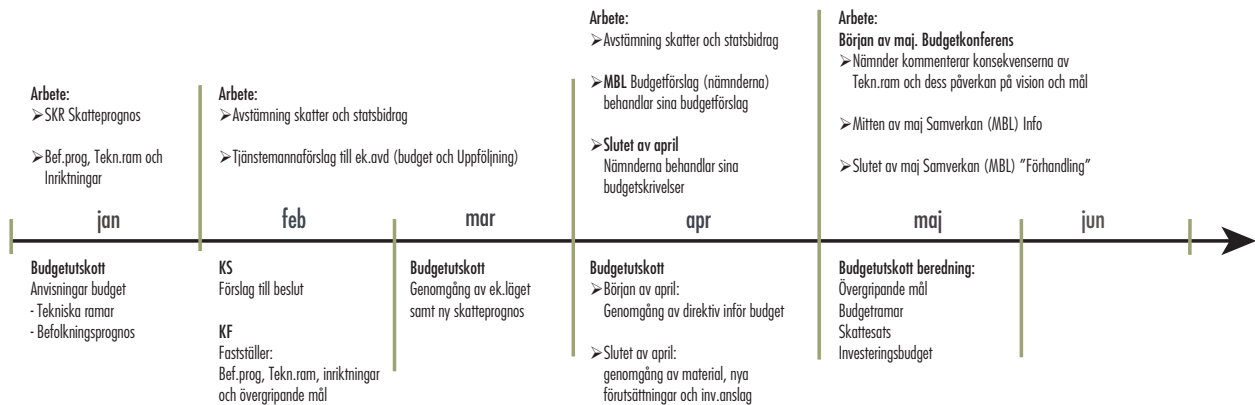 Arbete:
➢SKR Skatteprognos
➢Bef.prog, Tekn.ram och
Inriktningar
Arbete:
➢Avstämning skatter och statsbidrag
➢Tjänstemannaförslag till ek.avd (budget och Uppföljning)
Arbete:
➢Avstämning skatter och statsbidrag
➢MBL Budgetförslag (nämnderna)
behandlar sina budgetförslag
➢Slutet av april
Nämnderna behandlar sina
budgetskrivelser
Arbete:
Början av maj. Budgetkonferens
➢Nämnder kommenterar konsekvenserna av
Tekn.ram och dess påverkan på vision och mål
➢Mitten av maj Samverkan (MBL) Info
➢Slutet av maj Samverkan (MBL) ”Förhandling”
jan
feb
mar
apr
maj
jun
Budgetutskott
Anvisningar budget
- Tekniska ramar
- Befolkningsprognos
KS
Förslag till beslut
KF
Fastställer:
Bef.prog, Tekn.ram, inriktningar
och övergripande mål
Budgetutskott
Genomgång av ek.läget
samt ny skatteprognos
Budgetutskott
➢Början av april:
Genomgång av direktiv inför budget
➢Slutet av april:
genomgång av material, nya
förutsättningar och inv.anslag
Budgetutskott beredning:
Övergripande mål
Budgetramar
Skattesats
Investeringsbudget